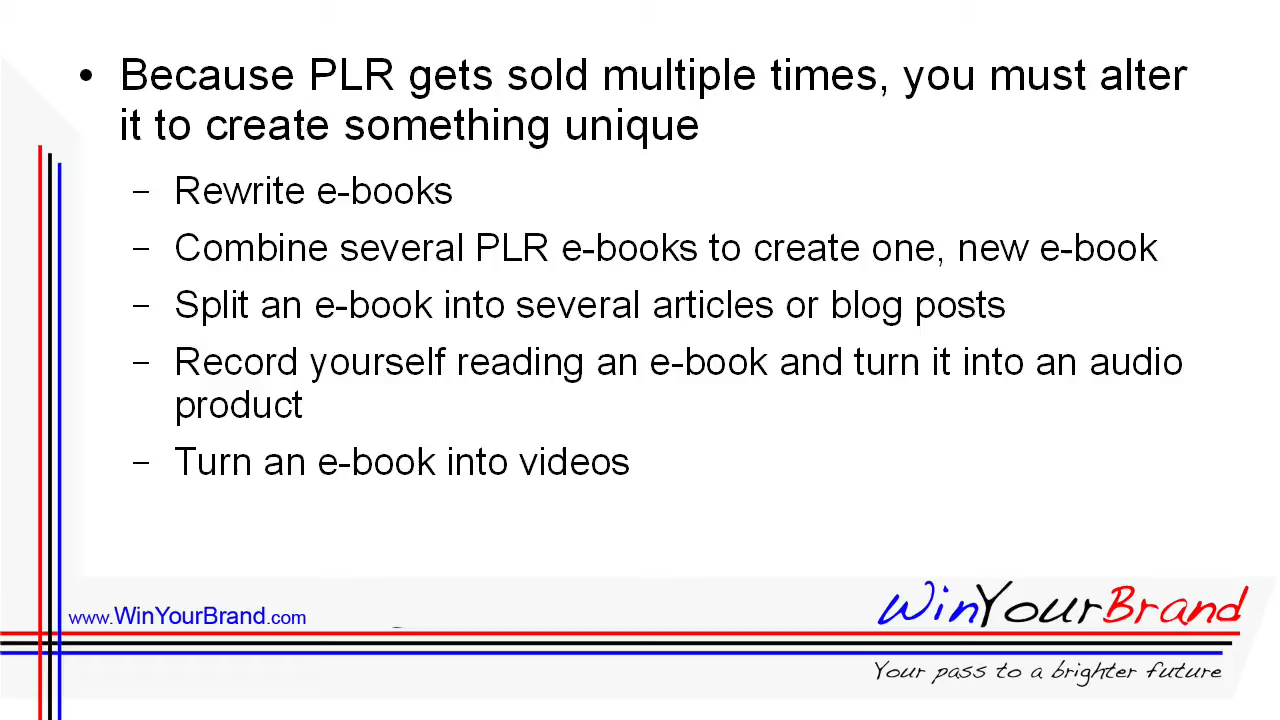 • Because PLR gets sold multiple times, you must alter
it to create something unique
– Rewrite e-books
– Combine several PLR e-books to create one, new e-book
– Split an e-book into several articles or blog posts
– Record yourself reading an e-book and turn it into an audio
product
– Turn an e-book into videos
www.WinYourBrand.com
WinYourBrand
Your pass to a brighter future